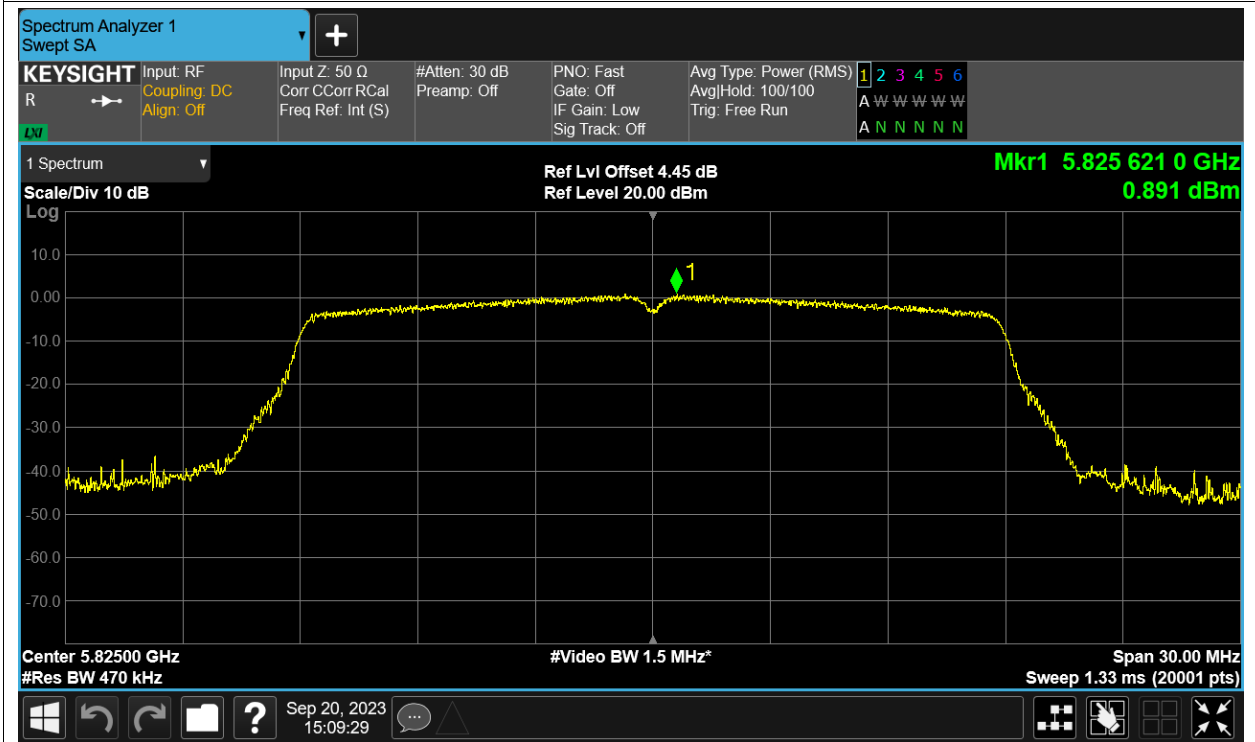 Spectrum Analyzer 1
Swept SA
+
KEYSIGHT
R
LXI
Input: RF
Coupling: DC
Align: Off
Input Z: 50 Ω
Corr CCorr RCal
Freq Ref: Int (S)
#Atten: 30 dB
Preamp: Off
PNO: Fast
Gate: Off
IF Gain: Low
Sig Track: Off
Avg Type: Power (RMS)
Avg|Hold: 100/100
Trig: Free Run
1 2 3 4 5 6
A W W W W W
A N N N N N
1 Spectrum
Scale/Div 10 dB
Log
Ref Lvl Offset 4.45 dB
Ref Level 20.00 dBm
Mkr1 5.825 621 0 GHz
0.891 dBm
10.0
0.00
-10.0
-20.0
-30.0
-40.0
-50.0
-60.0
-70.0
1
Center 5.82500 GHz
#Res BW 470 kHz
#Video BW 1.5 MHz*
Span 30.00 MHz
Sweep 1.33 ms (20001 pts)
?
Sep 20, 2023
15:09:29